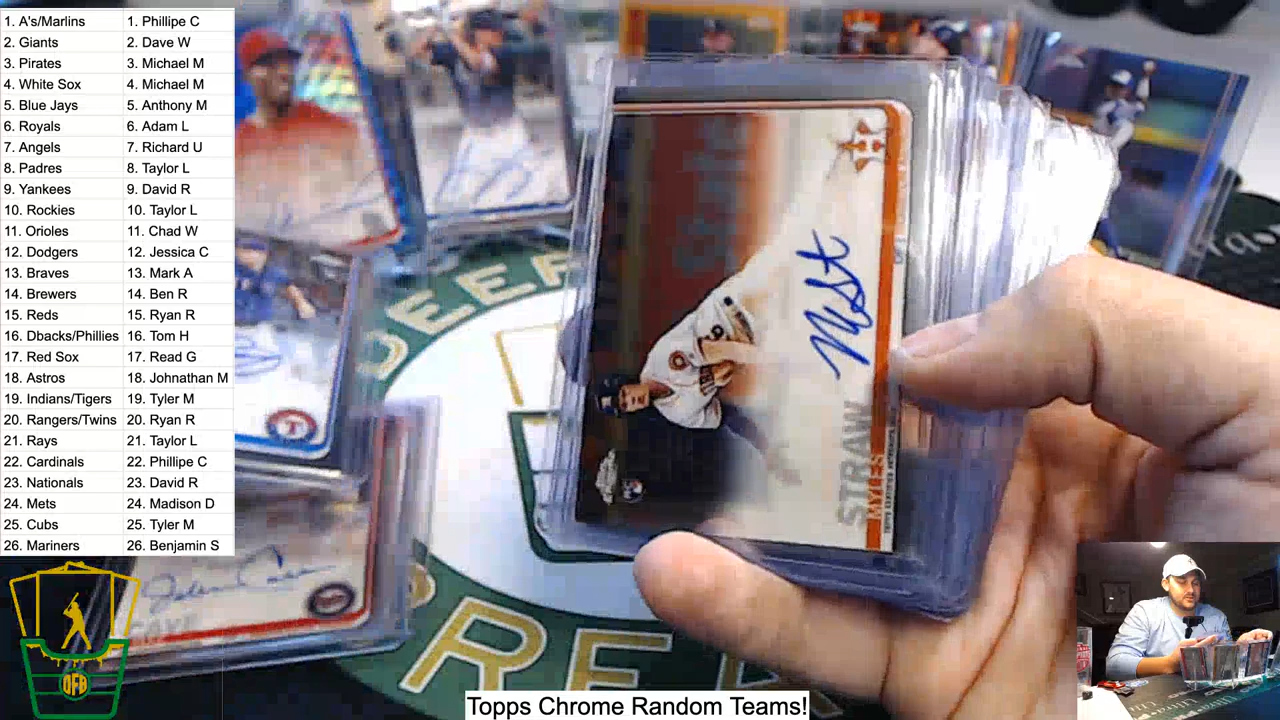 1. A's/Marlins 1. Phillipe C
2. Giants 2. Dave W
3. Pirates 3. Michael M
4. White Sox 4. Michael M
5. Blue Jays 5. Anthony M
6. Royals 6. Adam L
7. Angels 7. Richard U
8. Padres 8. Taylor L
9. Yankees 9. David R
10. Rockies 10. Taylor L
11. Orioles 11. Chad W
12. Dodgers 12. Jessica C
13. Braves 13. Mark A
14. Brewers 14. Ben R
15. Reds 15. Ryan R
16. Dbacks/Phillies 16. Tom H
17. Red Sox 17. Read G
18. Astros 18. Johnathan M
19. Indians/Tigers 19. Tyler M
20. Rangers/Twins 20. Ryan R
21. Rays 21. Taylor L
22. Cardinals 22. Phillipe C
23. Nationals 23. David R
24. Mets 24. Madison D
25. Cubs 25. Tyler M
26. Mariners 26. Benjamin S
H
STRAW
MYLES
T
OFB
Topps Chrome Random Teams!